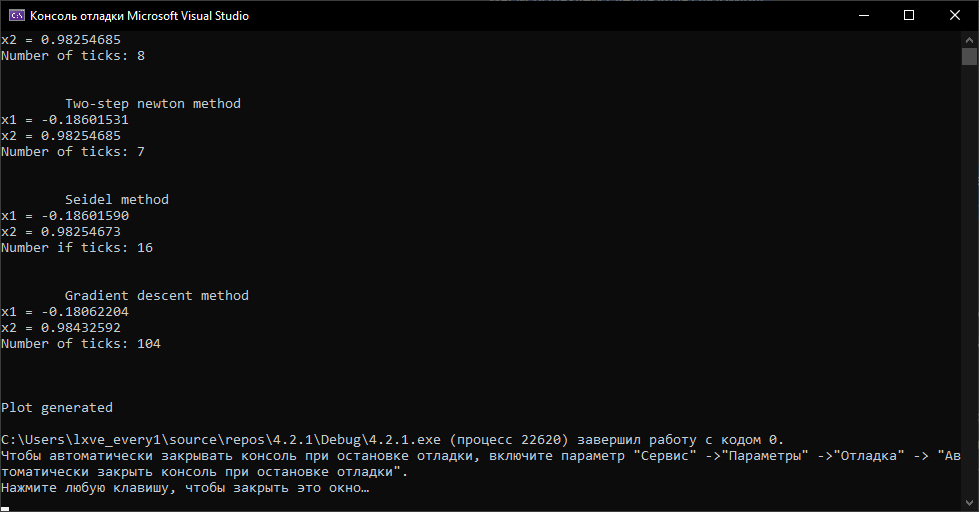 Консоль отладки Microsoft Visual Studio
x2 = 0.98254685
Number of ticks: 8
Two-step newton method
x1 = -0.18601531
x2 = 0.98254685
Number of ticks: 7
Seidel method
x1 = -0.18601590
x2 = 0.98254673
Number if ticks: 16
Gradient descent method
x1 = -0.18062204
x2 = 0.98432592
Number of ticks: 104
Plot generated
C:\Users\lxve_every1\source\repos\4.2.1\Debug\4.2.1.exe (процесс 22620) завершил работу с кодом 0.
Чтобы автоматически закрывать консоль при остановке отладки, включите параметр "Сервис" ->"Параметры" ->"Отладка" -> "Ав
томатически закрыть консоль при остановке отладки".
Нажмите любую клавишу, чтобы закрыть это окно…